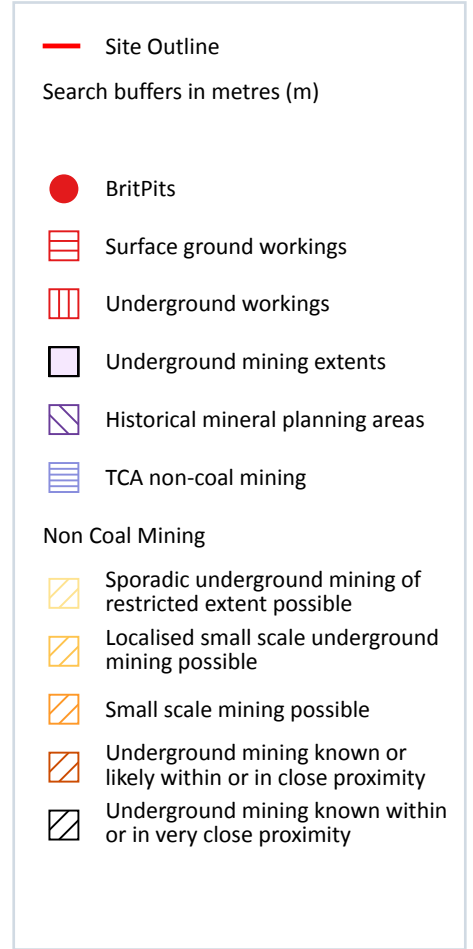 Site Outline
Search buffers in metres (m)
BritPits
Surface ground workings
Underground workings
Underground mining extents
Historical mineral planning areas
TCA non-coal mining
Non Coal Mining
Sporadic underground mining of
restricted extent possible
Localised small scale underground
mining possible
Small scale mining possible
Underground mining known or
likely within or in close proximity
Underground mining known within
or in very close proximity